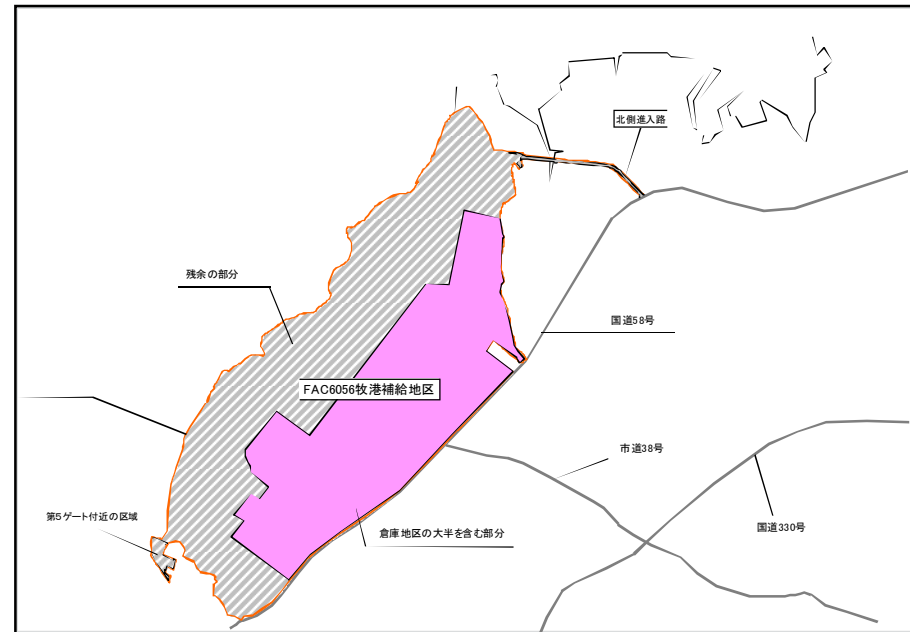 北側進入路
残余の部分
国道58号
FAC6056牧港補給地区
市道38号
第5ゲート付近の区域
国道330号
倉庫地区の大半を含む部分